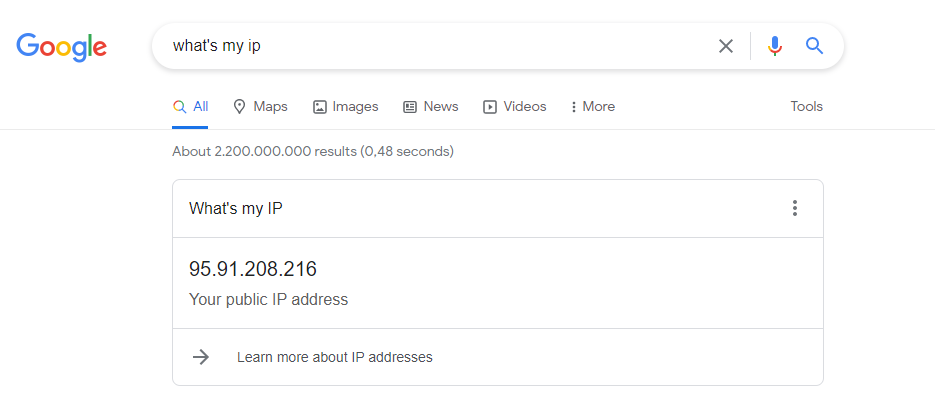 Google
what's my ip
All Maps Images News Videos More Tools
About 2.200.000.000 results (0,48 seconds)
What's my IP
95.91.208.216
Your public IP address
Learn more about IP addresses